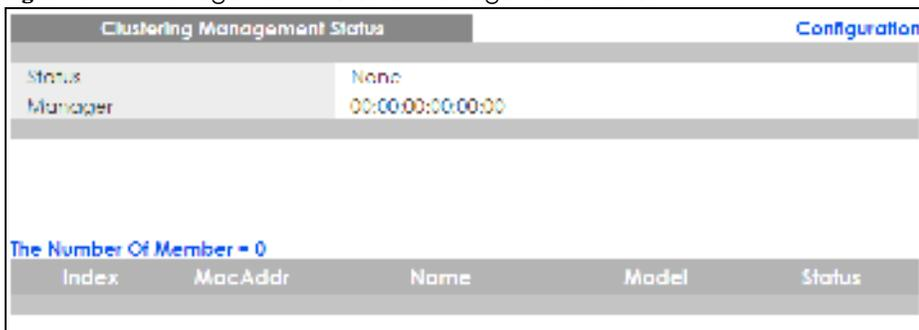 Clustering Management Status Configuration
Status None
Manager 00:00:00:00:00:00
The Number Of Member = 0
Index MacAddr Name Model Status